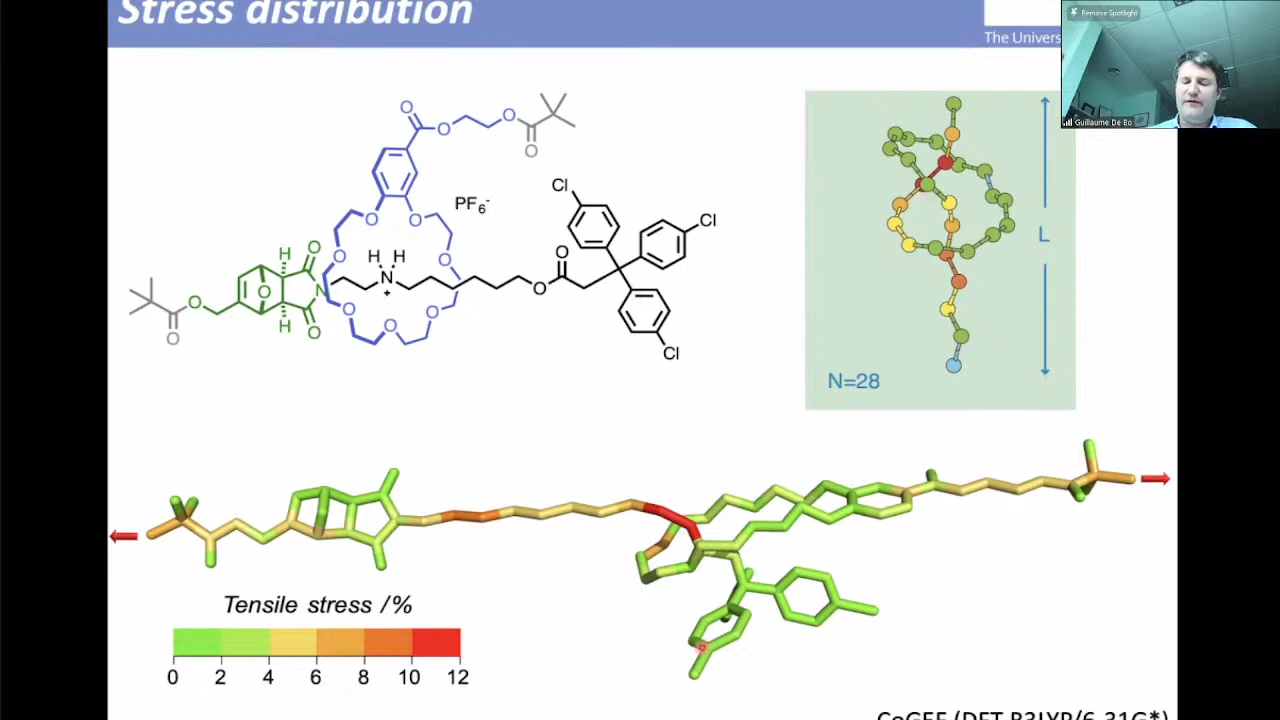 Stress distribution
The Univers
Remove Spotlight
Guillaume De Bo
O
O
O
O
PF6-
Cl
Cl
H
O
H H
N
+
O
O
O
O
N
O
O
O
O
O
O
H
O
O
O
O
Cl
Cl
L
N=28
Tensile stress /%
0 2 4 6 8 10 12
CoGEF (DFT B3LYP/6-31G*)